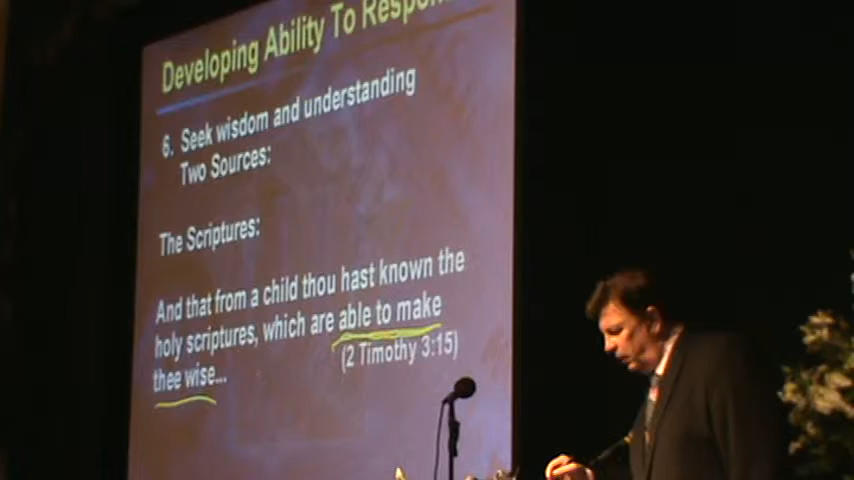 Developing Ability To
6. Seek wisdom and understanding
Two Sources:
The Scriptures:
And that from a child thou hast known the
holy scriptures, which are able to make
thee wise...
(2 Timothy 3:15)